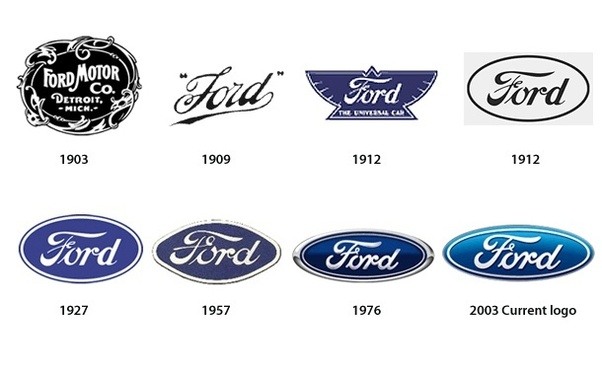 FORD MOTOR
CO.
DETROIT,
-MICH.-
1903
"Ford"
1909
Ford
THE UNIVERSAL CAR
1912
Ford
1912
Ford
1927
Ford
1957
Ford
1976
Ford
2003 Current logo